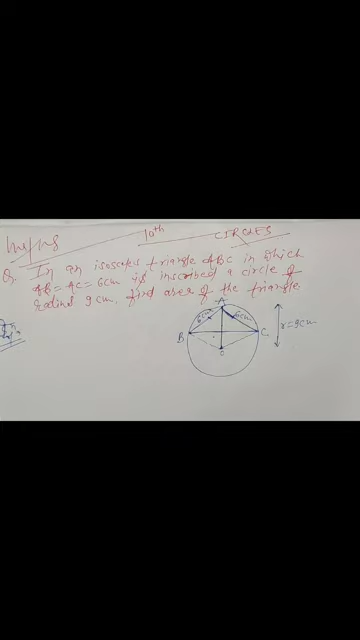 10th CIRCLES
Q. In an isosceles triangle ABC in which
AB = AC = 6cm is inscribed a circle of
radius 9cm, find area of the triangle
A
6cm 6cm
B C
r=9cm
O